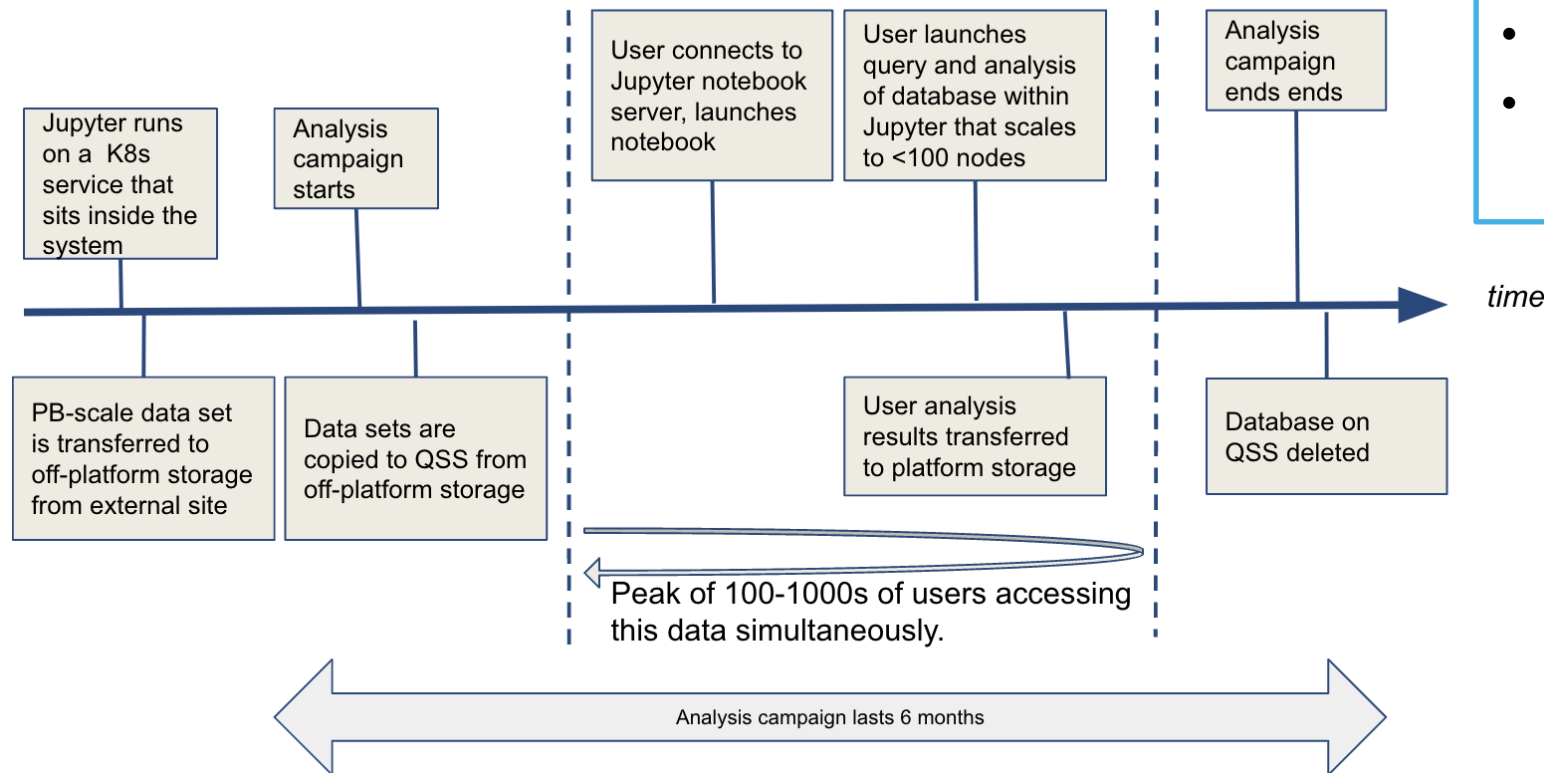 Jupyter runs
on a K8s
service that
sits inside the
system
Analysis
campaign
starts
User connects to
Jupyter notebook
server, launches
notebook
User launches
query and analysis
of database within
Jupyter that scales
to <100 nodes
Analysis
campaign
ends ends
time
PB-scale data set
is transferred to
off-platform storage
from external site
Data sets are
copied to QSS from
off-platform storage
User analysis
results transferred
to platform storage
Database on
QSS deleted
Peak of 100-1000s of users accessing
this data simultaneously.
Analysis campaign lasts 6 months